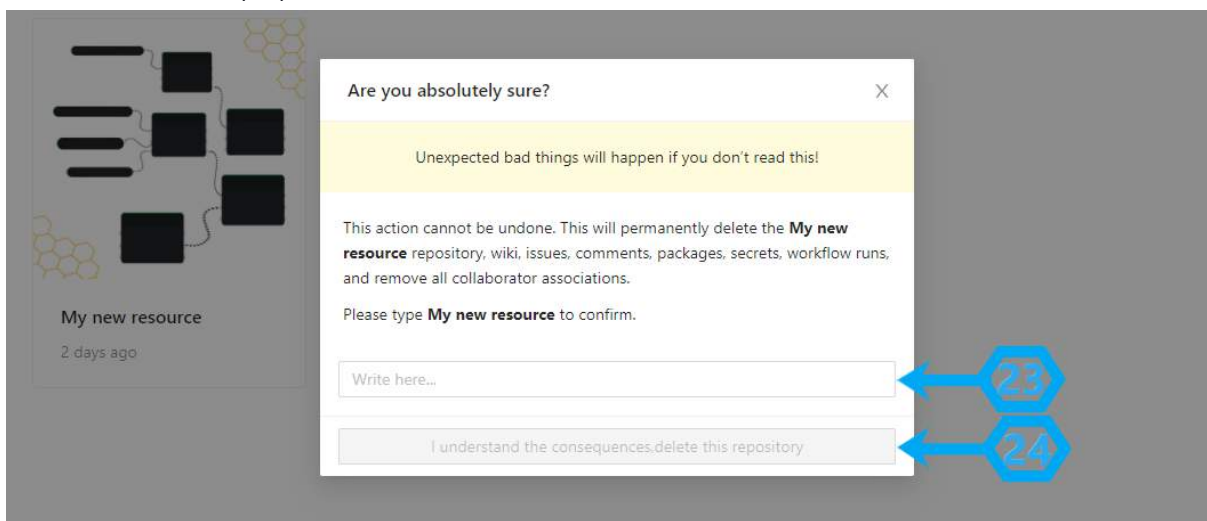 Are you absolutely sure?
X
Unexpected bad things will happen if you don’t read this!
This action cannot be undone. This will permanently delete the My new
resource repository, wiki, issues, comments, packages, secrets, workflow runs,
and remove all collaborator associations.
Please type My new resource to confirm.
My new resource
2 days ago
Write here...
23
I understand the consequences,delete this repository
24